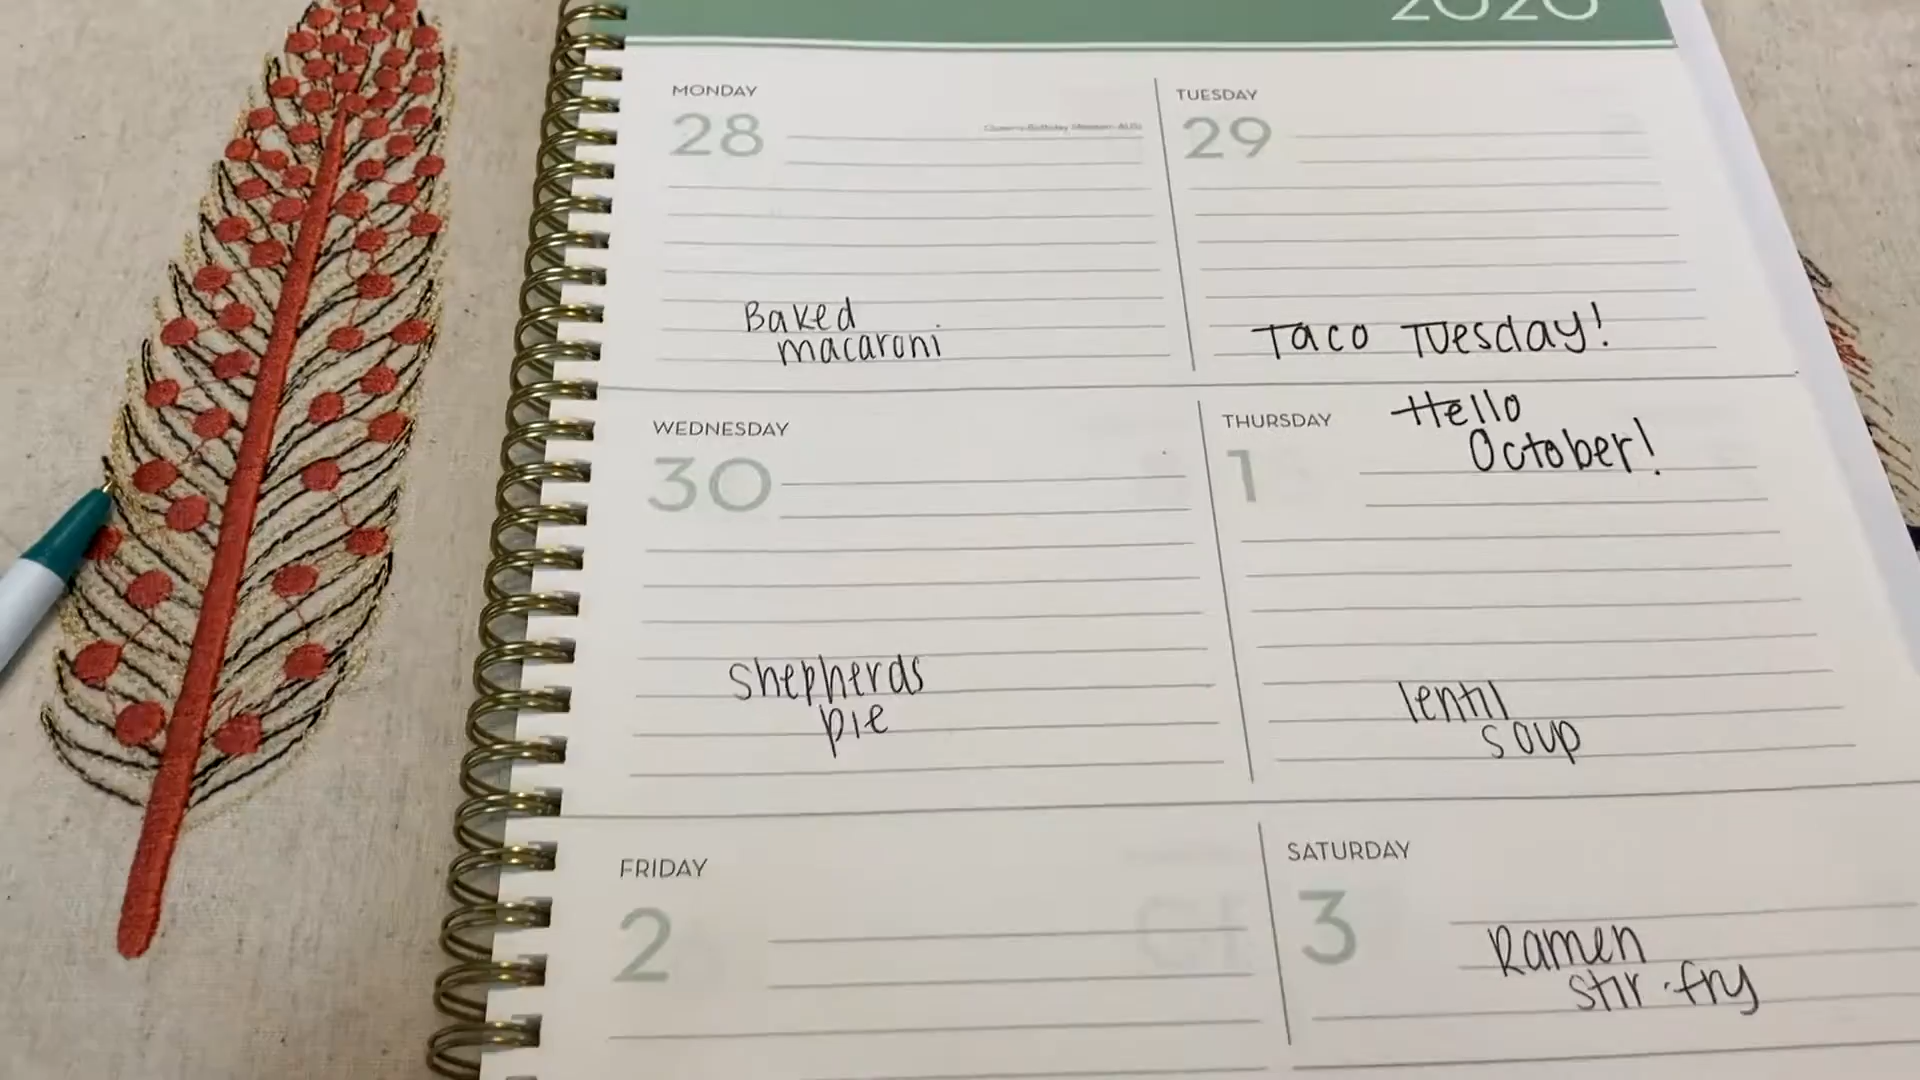 2020
MONDAY
TUESDAY
28
29
Baked
macaroni
Taco Tuesday!
WEDNESDAY
THURSDAY
Hello
October!
30
1
shepherds
pie
lentil
soup
FRIDAY
SATURDAY
2
3
Ramen
stir-fry